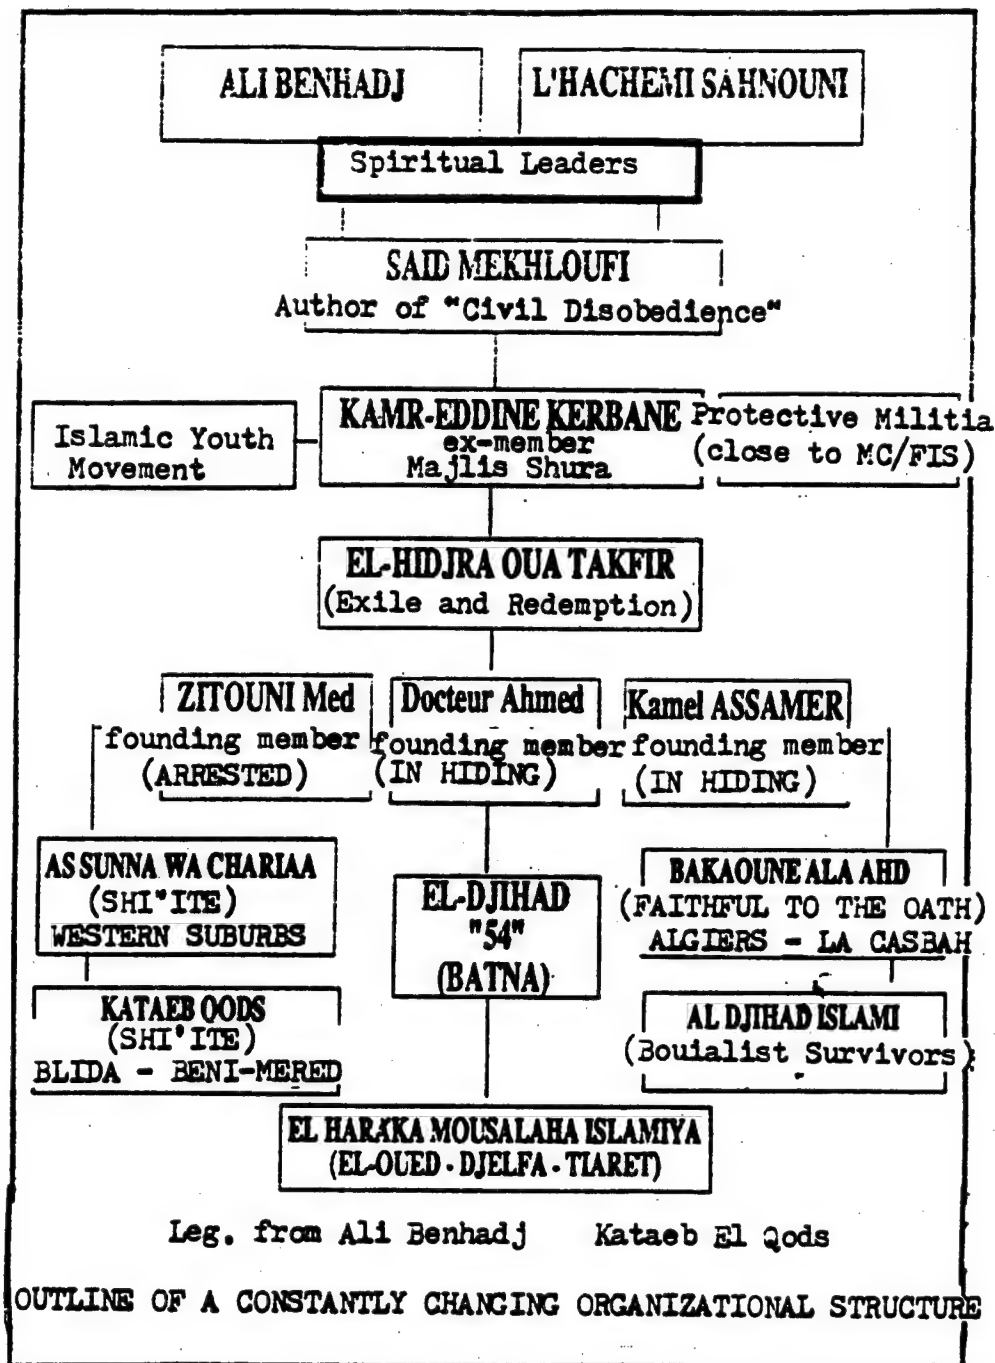 ALI BENHADJ
L'HACHEMI SAHNOUNI
Spiritual Leaders
SAID MEKHLOUFI
Author of "Civil Disobedience"
Islamic Youth
Movement
KAMR-EDDINE KERBANE
ex-member
Majlis Shura
Protective Militia
(close to MC/FIS)
EL-HIDJRA OUA TAKFIR
(Exile and Redemption)
ZITOUNI Med
founding member
(ARRESTED)
Docteur Ahmed
founding member
(IN HIDING)
Kamel ASSAMER
founding member
(IN HIDING)
AS SUNNA WA CHARIAA
(SHI'ITE)
WESTERN SUBURBS
EL-DJIHAD
"54"
(BATNA)
BAKAOUNE ALA AHD
(FAITHFUL TO THE OATH)
ALGIERS - LA CASBAH
KATAEB QODS
(SHI'ITE)
BLIDA - BENI-MERED
AL DJIHAD ISLAMI
(Bouialist Survivors)
EL HARAKA MOUSALAHA ISLAMIYA
(EL-OUED - DJELFA - TIARET)
Leg. from Ali Benhadj Kataeb El Qods
OUTLINE OF A CONSTANTLY CHANGING ORGANIZATIONAL STRUCTURE